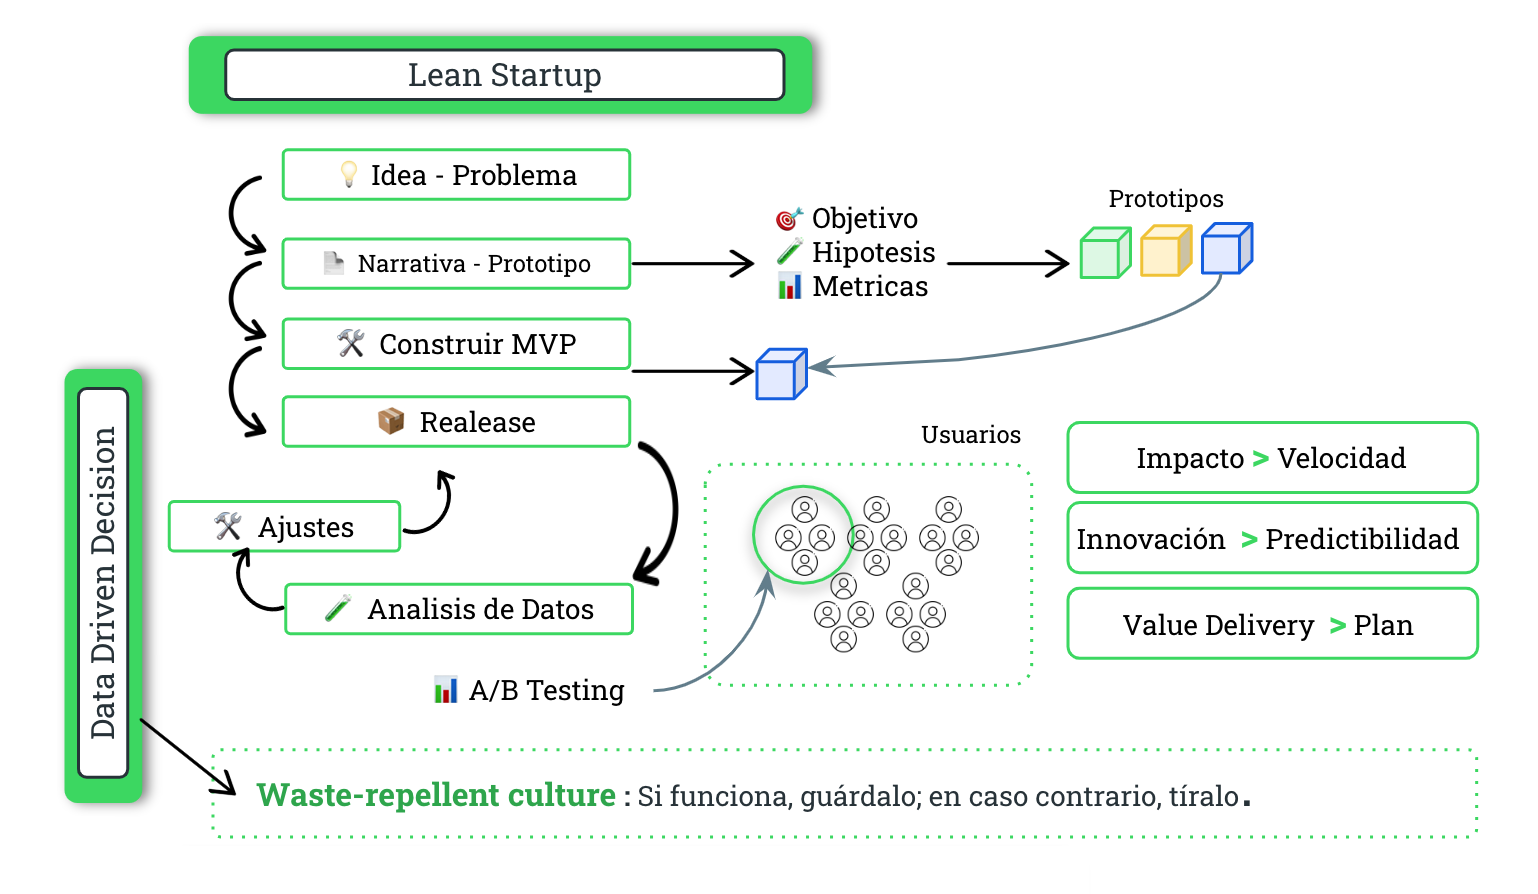 Lean Startup
Idea - Problema
Narrativa - Prototipo
Objetivo
Hipotesis
Metricas
Prototipos
Construir MVP
Realease
Ajustes
Analisis de Datos
A/B Testing
Usuarios
Impacto > Velocidad
Innovación > Predictibilidad
Value Delivery > Plan
Data Driven Decision
Waste-repellent culture : Si funciona, guárdalo; en caso contrario, tíralo.